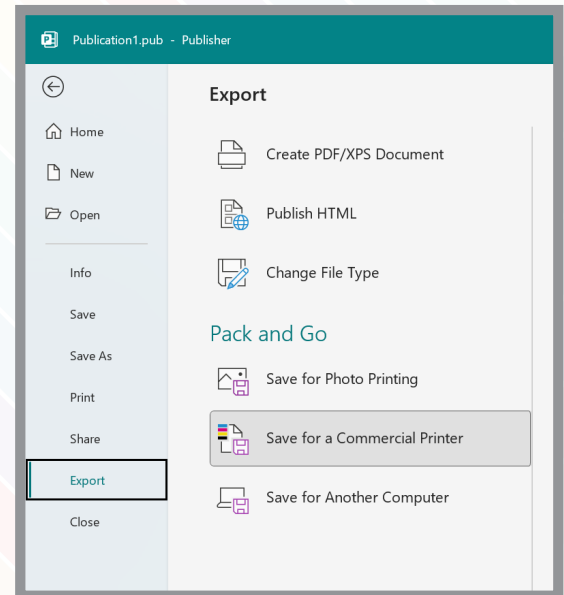 Publication1.pub - Publisher
Export
Home
New
Open
Info
Save
Save As
Print
Share
Export
Close
Create PDF/XPS Document
Publish HTML
Change File Type
Pack and Go
Save for Photo Printing
Save for a Commercial Printer
Save for Another Computer